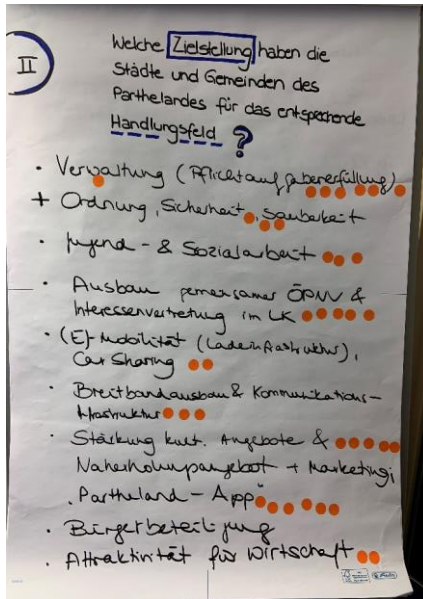 II
Welche Zielstellung haben die
Städte und Gemeinden des
Parthelandes für das entsprechende
Handlungsfeld ?
• Verwaltung (Pflichtaufgabenerfüllung)
+ Ordnung, Sicherheit, Sauberkeit
• Jugend- & Sozialarbeit
• Ausbau gemeinsamer ÖPNV &
Interessenvertretung im LK
• (E)-Mobilität (Ladeinfrastruktur),
Car Sharing
• Breitbandausbau & Kommunikations-
infrastruktur
• Stärkung kult. Angebote &
Naherholungsangebot + Marketing,
"Partheland-App"
• Bürgerbeteiligung
• Attraktivität für Wirtschaft